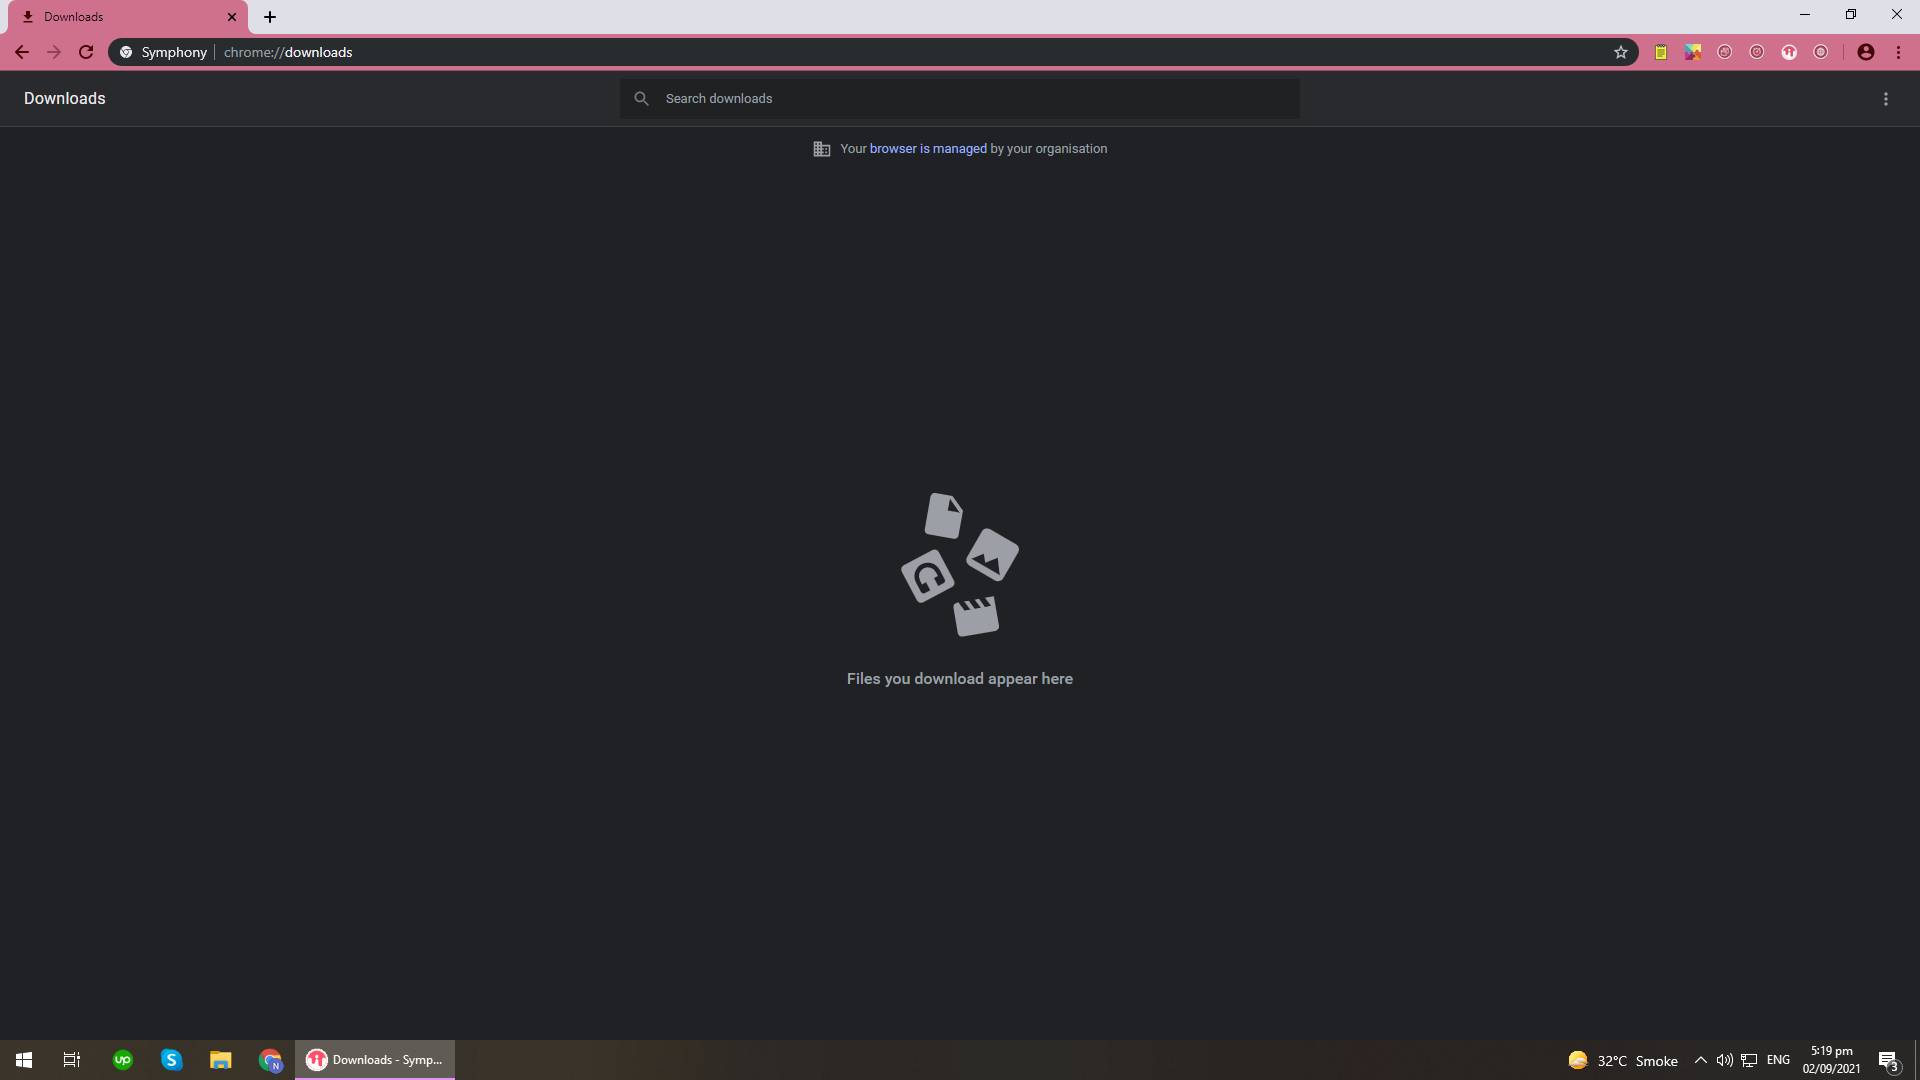 Downloads
Symphony
chrome://downloads
Downloads
Search downloads
Your browser is managed by your organisation
Files you download appear here
up
S
N
Downloads - Symp...
32°C Smoke
ENG
5:19 pm
02/09/2021
3